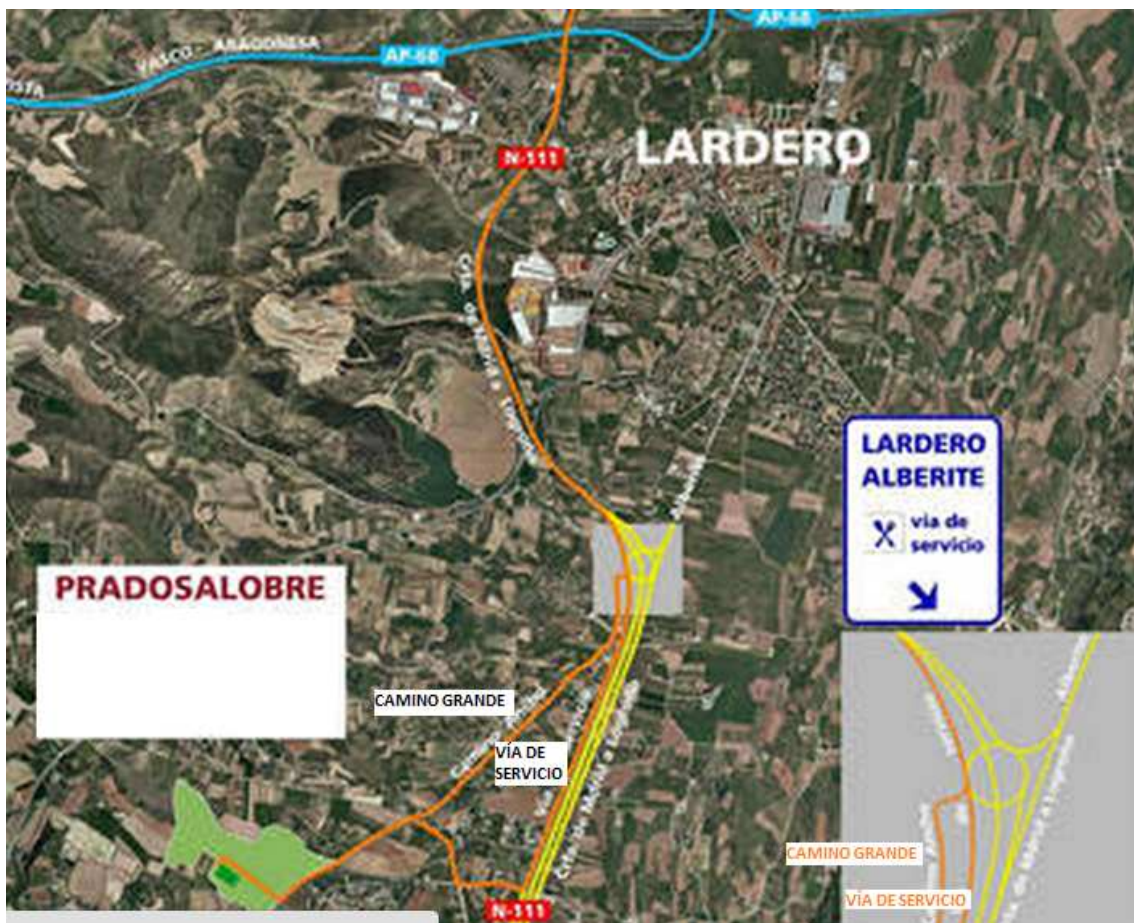 AP-68
AP-68
VASCO - ARAGONESA
N-111
LARDERO
LARDERO
ALBERITE
via de
servicio
PRADOSALOBRE
CAMINO GRANDE
VÍA DE
SERVICIO
CAMINO GRANDE
VÍA DE SERVICIO
N-111